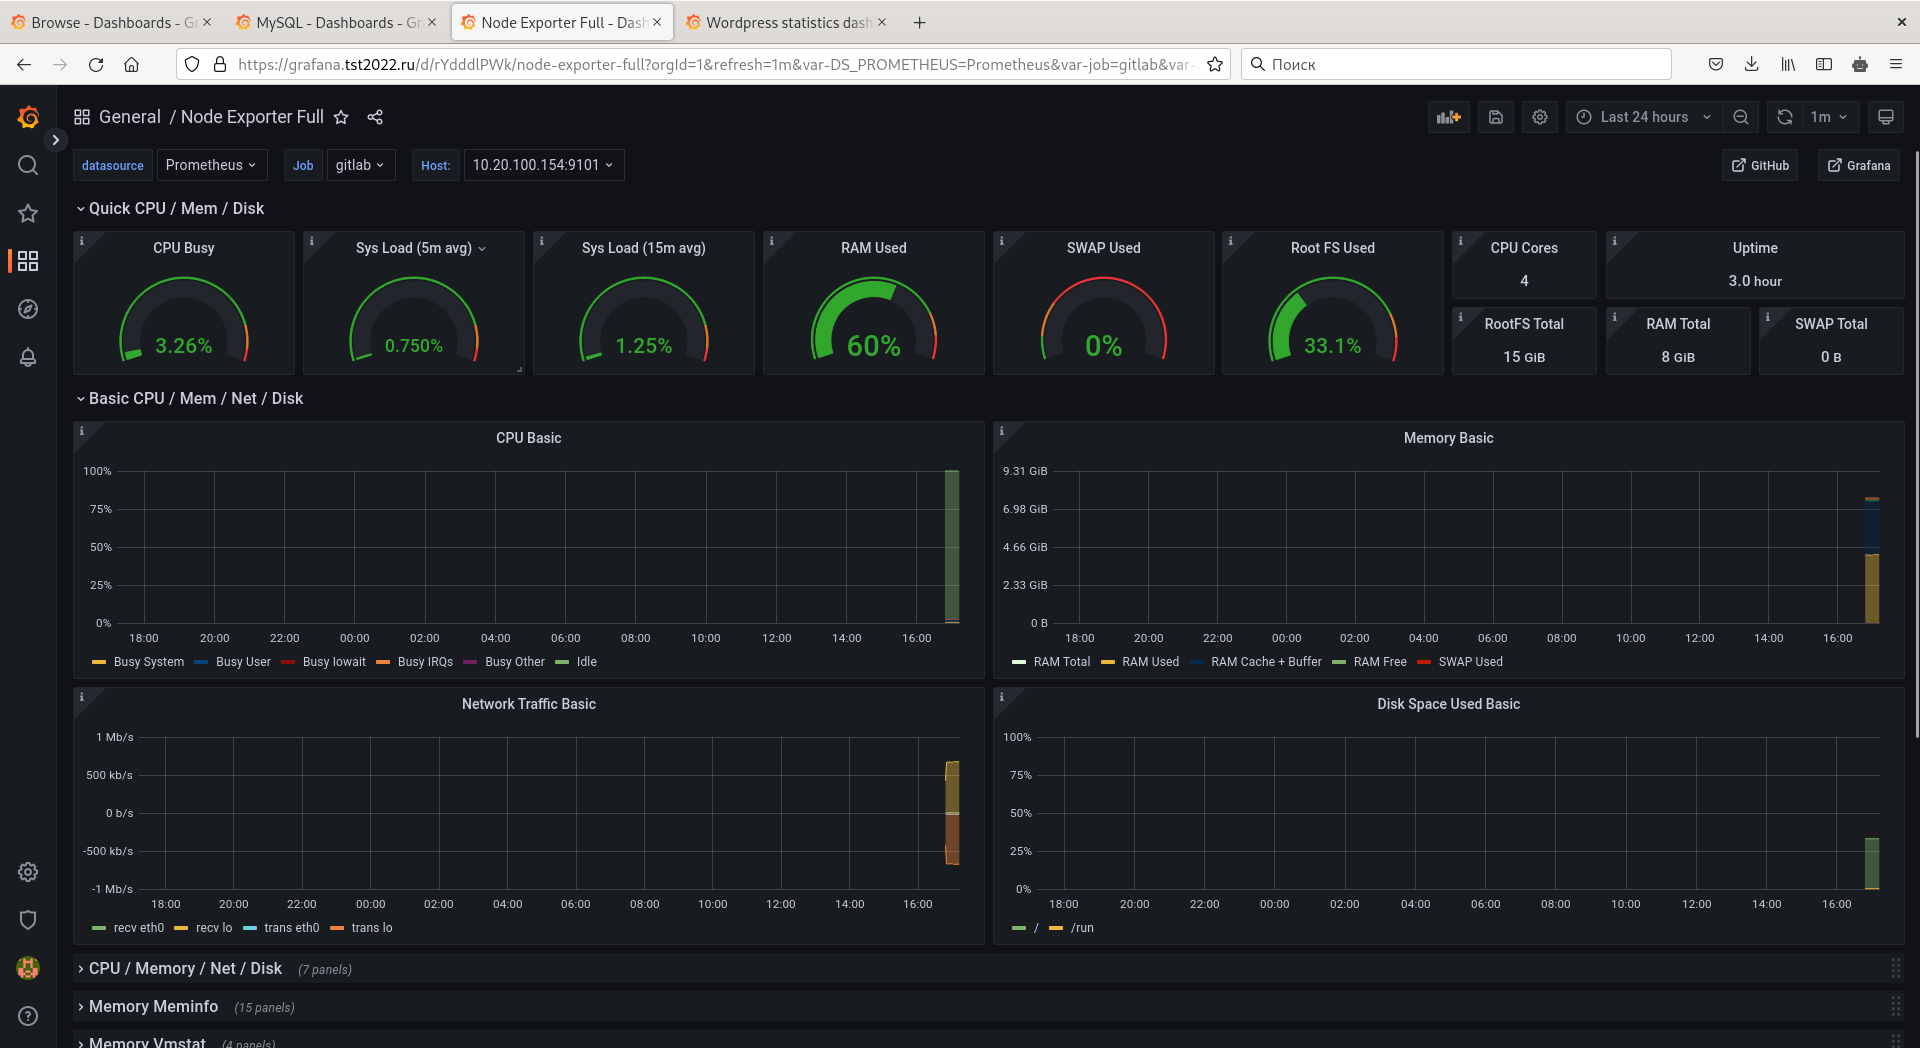 Browse - Dashboards - Gr
MySQL - Dashboards - Gr
Node Exporter Full - Dash
Wordpress statistics dash
https://grafana.tst2022.ru/d/rYdddlPWk/node-exporter-full?orgId=1&refresh=1m&var-DS_PROMETHEUS=Prometheus&var-job=gitlab&var-
Поиск
General / Node Exporter Full
Last 24 hours
1m
datasource Prometheus Job gitlab Host: 10.20.100.154:9101
GitHub Grafana
Quick CPU / Mem / Disk
CPU Busy
3.26%
Sys Load (5m avg)
0.750%
Sys Load (15m avg)
1.25%
RAM Used
60%
SWAP Used
0%
Root FS Used
33.1%
CPU Cores
4
Uptime
3.0 hour
RootFS Total
15 GiB
RAM Total
8 GiB
SWAP Total
0 B
Basic CPU / Mem / Net / Disk
CPU Basic
100%
75%
50%
25%
0%
18:00 20:00 22:00 00:00 02:00 04:00 06:00 08:00 10:00 12:00 14:00 16:00
Busy System Busy User Busy Iowait Busy IRQs Busy Other Idle
Memory Basic
9.31 GiB
6.98 GiB
4.66 GiB
2.33 GiB
0 B
18:00 20:00 22:00 00:00 02:00 04:00 06:00 08:00 10:00 12:00 14:00 16:00
RAM Total RAM Used RAM Cache + Buffer RAM Free SWAP Used
Network Traffic Basic
1 Mb/s
500 kb/s
0 b/s
-500 kb/s
-1 Mb/s
18:00 20:00 22:00 00:00 02:00 04:00 06:00 08:00 10:00 12:00 14:00 16:00
recv eth0 recv lo trans eth0 trans lo
Disk Space Used Basic
100%
75%
50%
25%
0%
18:00 20:00 22:00 00:00 02:00 04:00 06:00 08:00 10:00 12:00 14:00 16:00
/ /run
CPU / Memory / Net / Disk (7 panels)
Memory Meminfo (15 panels)
Memory Vmstat (4 panels)